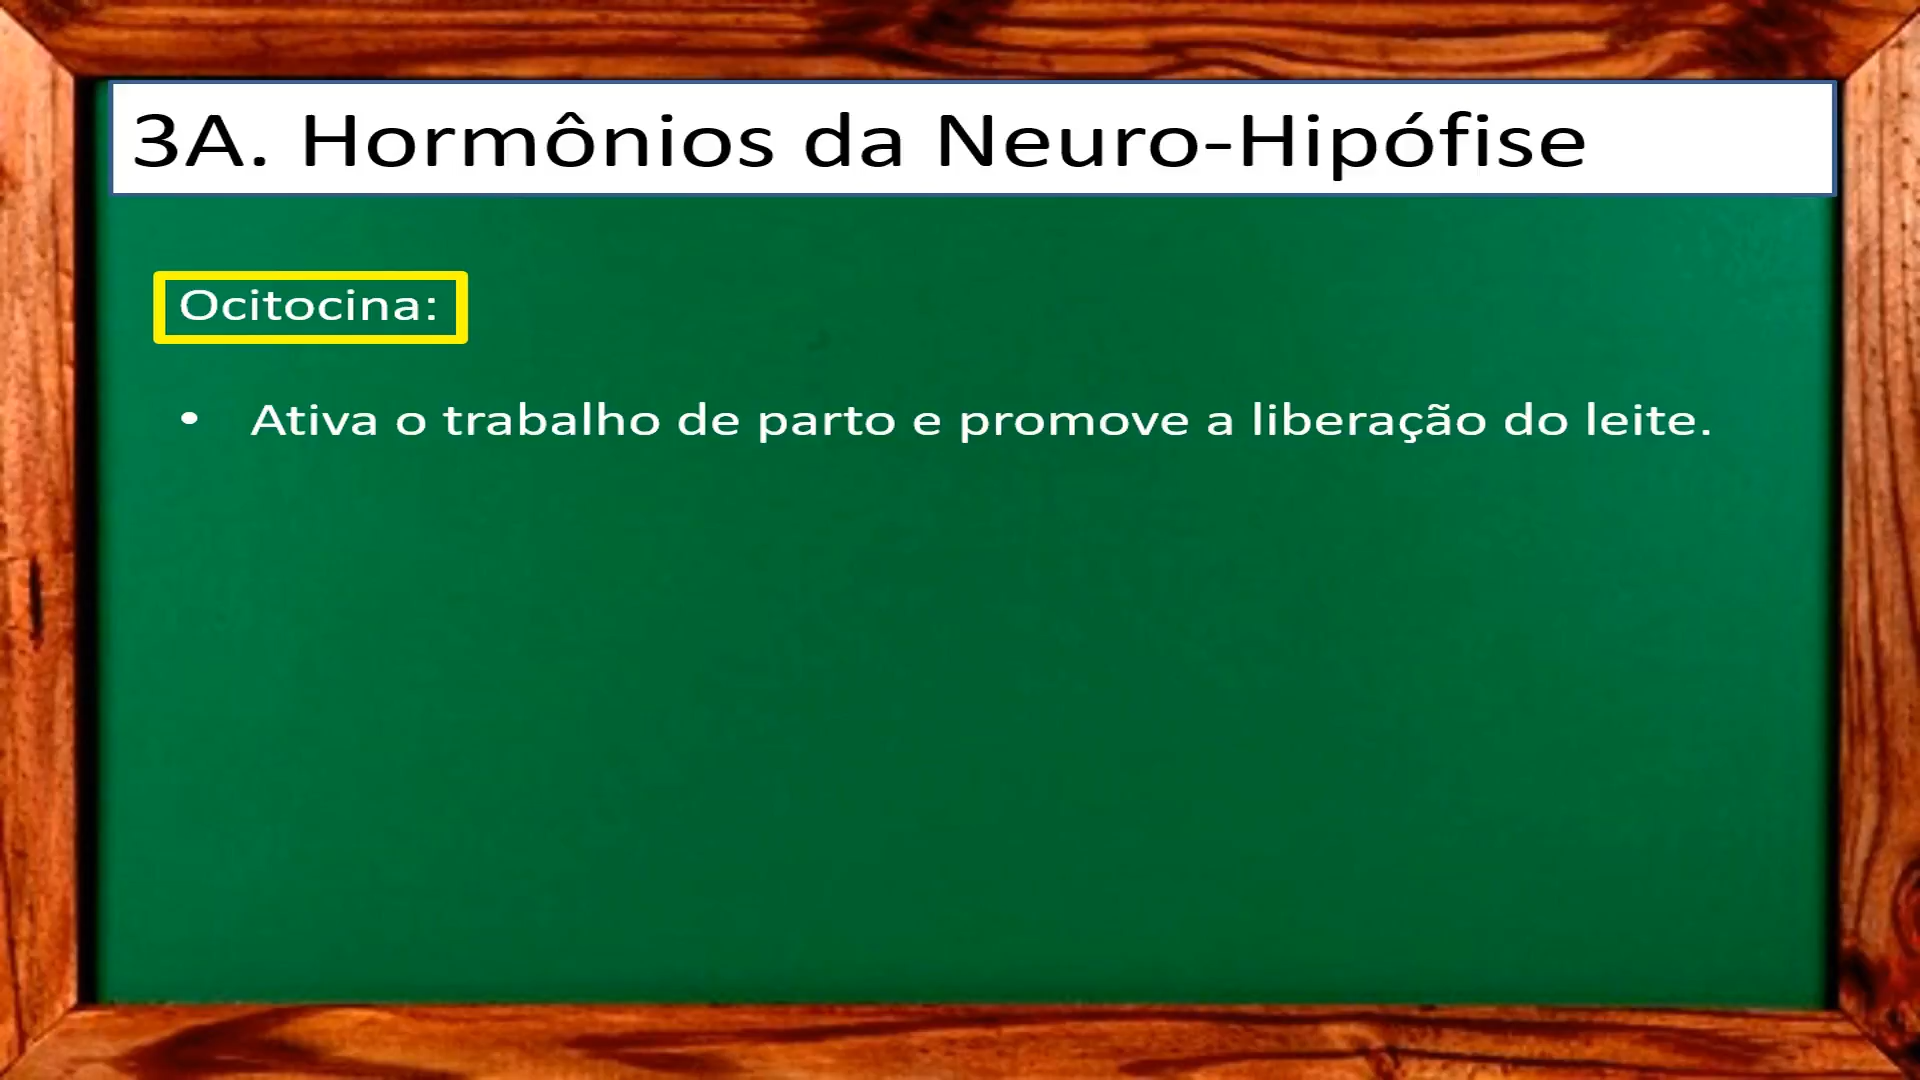 3A. Hormônios da Neuro-Hipófise
Ocitocina:
• Ativa o trabalho de parto e promove a liberação do leite.